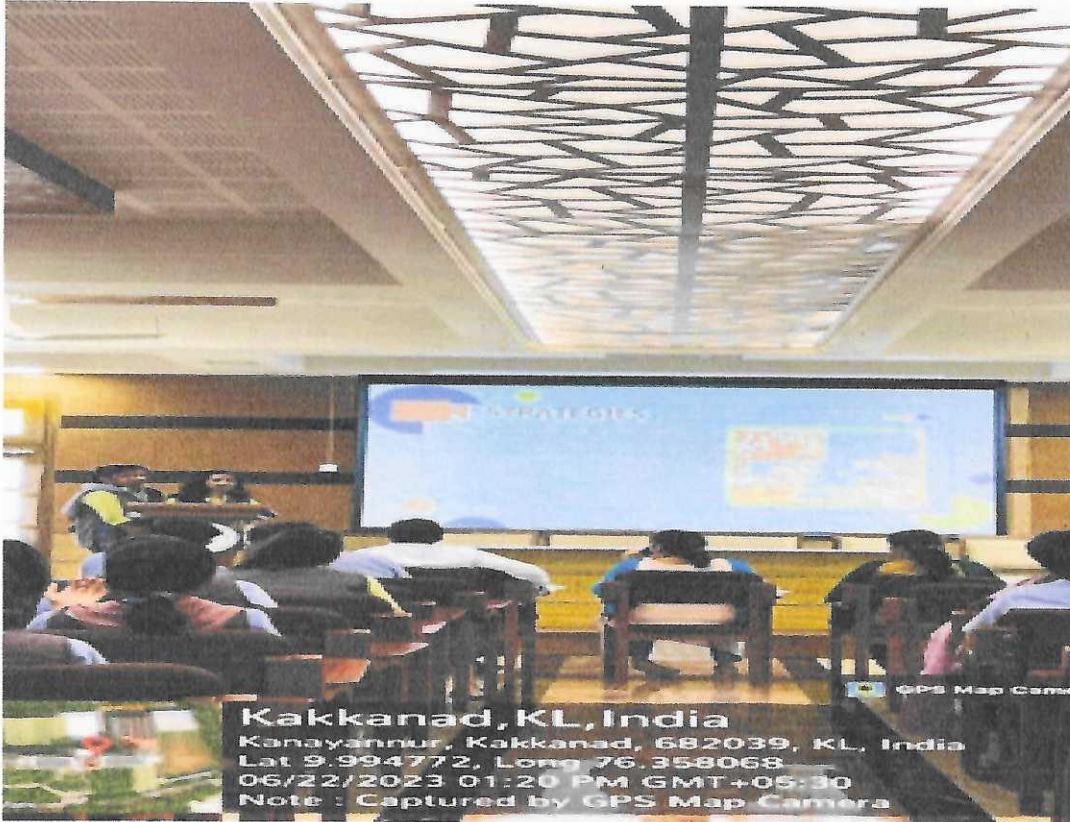 STRATEGIES
GPS Map Came
Kakkanad,KL,India
Kanayannur, Kakkanad, 682039, KL, India
Lat 9.994772, Long 76.358068
06/22/2023 01:20 PM GMT+05:30
Note : Captured by GPS Map Camera